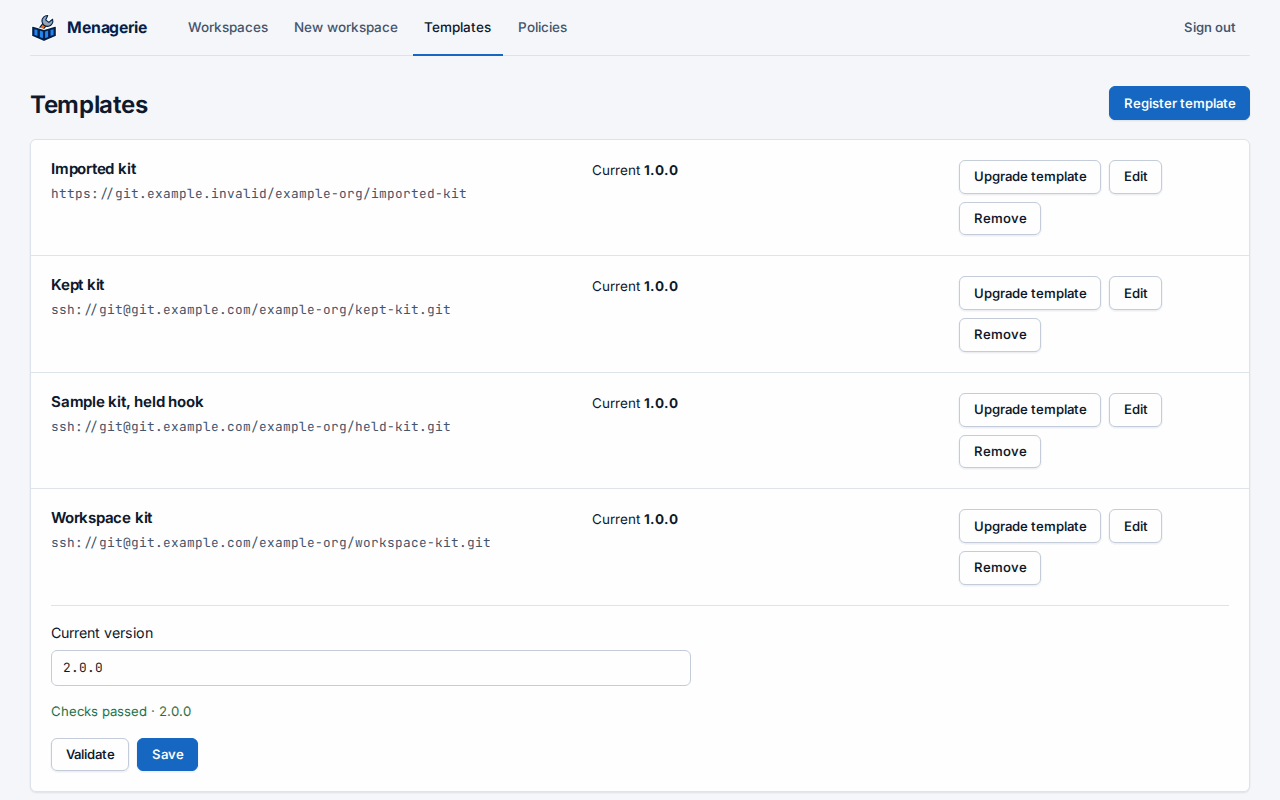 Menagerie Workspaces New workspace Templates Policies Sign out
Templates Register template
Imported kit Current 1.0.0 Upgrade template Edit
https://git.example.invalid/example-org/imported-kit
Remove
Kept kit Current 1.0.0 Upgrade template Edit
ssh://git@git.example.com/example-org/kept-kit.git
Remove
Sample kit, held hook Current 1.0.0 Upgrade template Edit
ssh://git@git.example.com/example-org/held-kit.git
Remove
Workspace kit Current 1.0.0 Upgrade template Edit
ssh://git@git.example.com/example-org/workspace-kit.git
Remove
Current version
2.0.0
Checks passed · 2.0.0
Validate Save